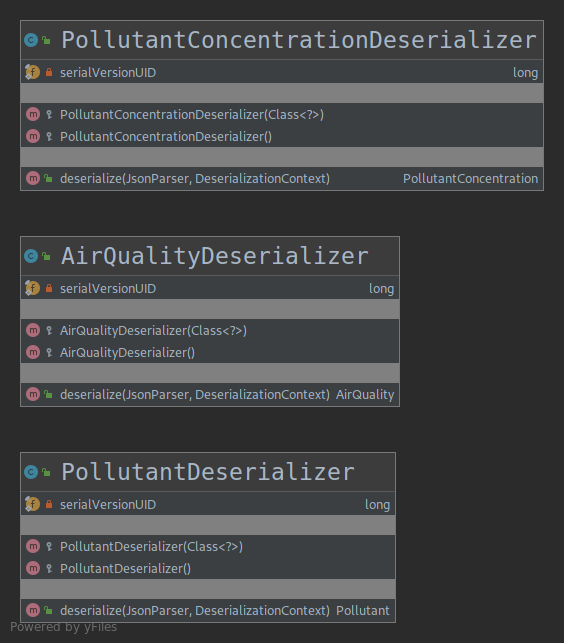 PollutantConcentrationDeserializer
serialVersionUID long
PollutantConcentrationDeserializer(Class<?>)
PollutantConcentrationDeserializer()
deserialize(JsonParser, DeserializationContext) PollutantConcentration
AirQualityDeserializer
serialVersionUID long
AirQualityDeserializer(Class<?>)
AirQualityDeserializer()
deserialize(JsonParser, DeserializationContext) AirQuality
PollutantDeserializer
serialVersionUID long
PollutantDeserializer(Class<?>)
PollutantDeserializer()
deserialize(JsonParser, DeserializationContext) Pollutant
Powered by yFiles